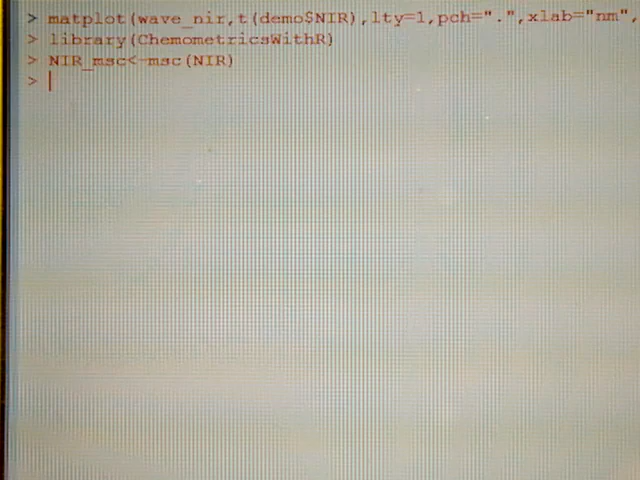 > matplot(wave_nir,t(demo$NIR),lty=1,pch=".",xlab="nm",
> library(ChemometricsWithR)
> NIR_msc<-msc(NIR)
>